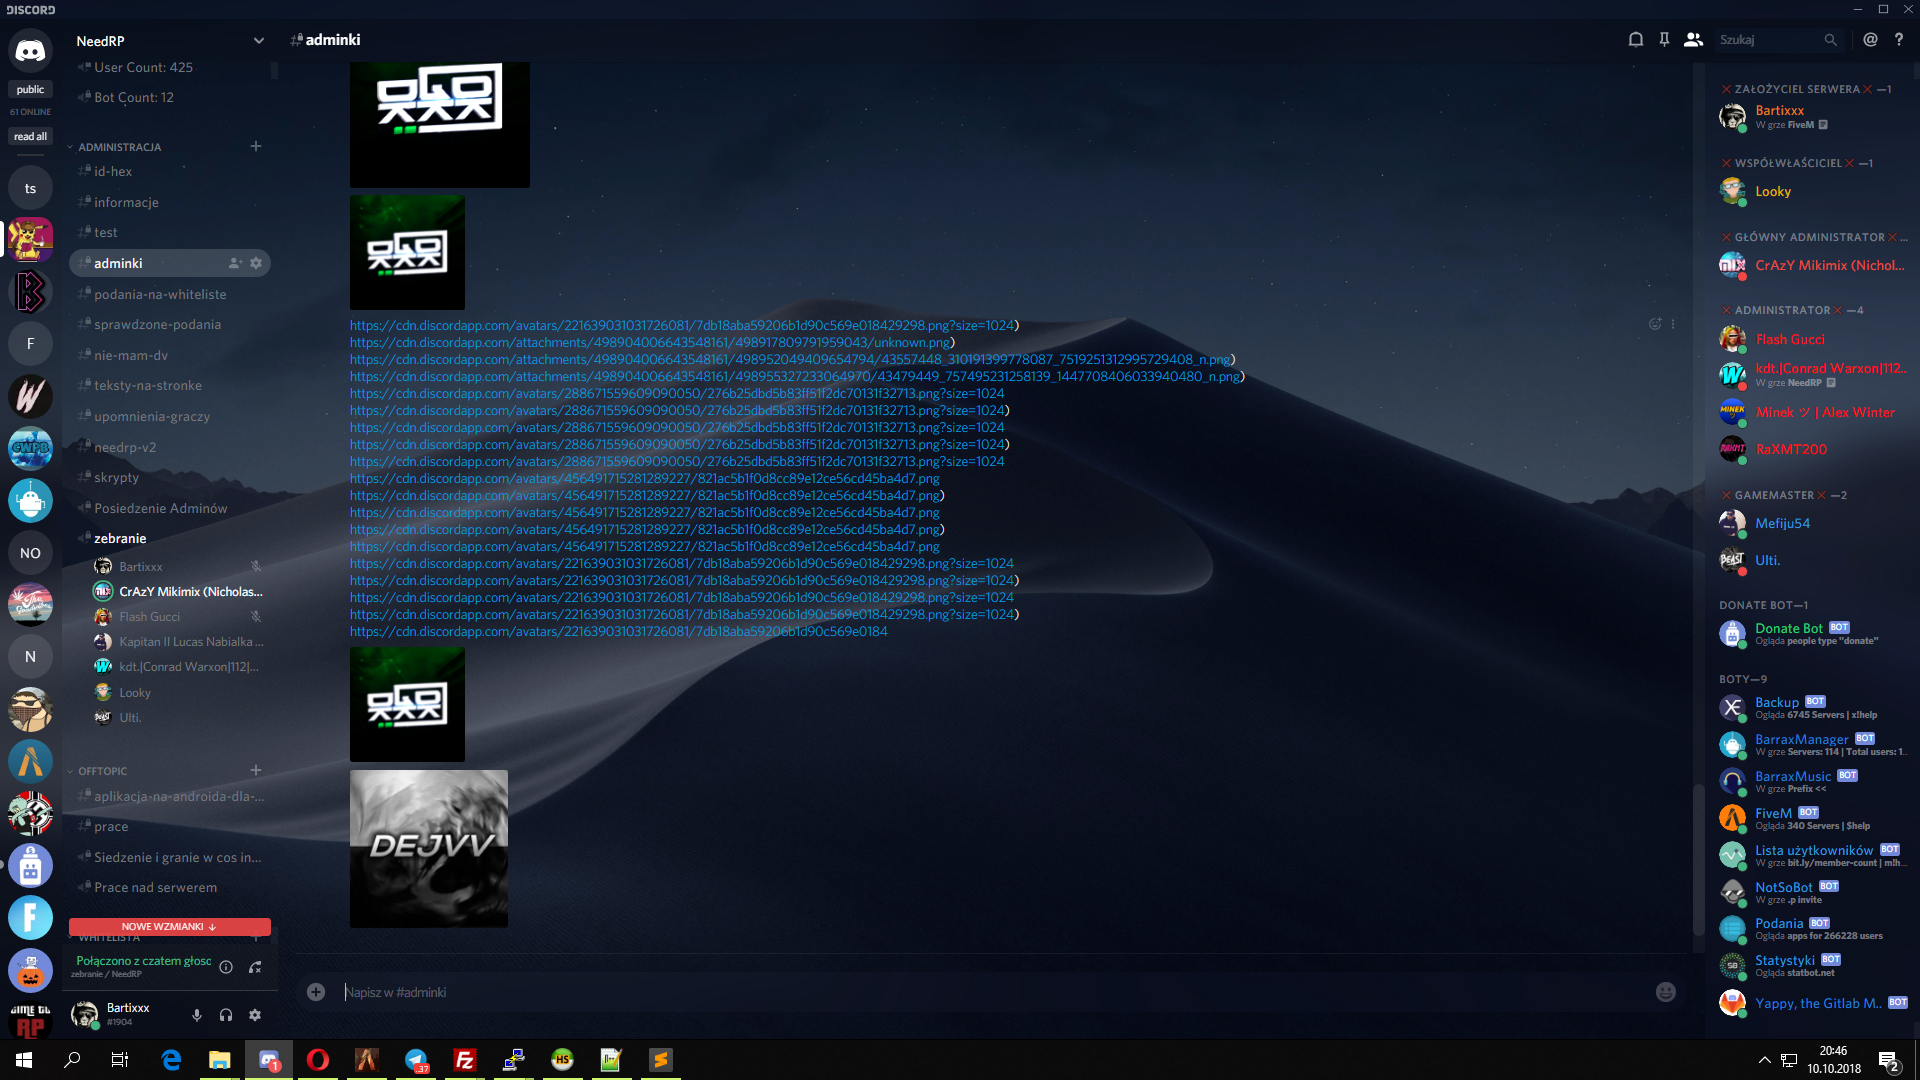 DISCORD
public
61 ONLINE
read all
ts
F
NO
N
NeedRP
User Count: 425
Bot Count: 12
ADMINISTRACJA
id-hex
informacje
test
adminki
podania-na-whiteliste
sprawdzone-podania
nie-mam-dv
teksty-na-stronke
upomnienia-graczy
needrp-v2
skrypty
Posiedzenie Adminów
zebranie
Bartixxx
CrAzY Mikimix (Nicholas...
Flash Gucci
Kapitan II Lucas Nabialka ...
kdt.|Conrad Warxon|112|...
Looky
Ulti.
OFFTOPIC
aplikacja-na-androida-dla-...
prace
Siedzenie i granie w cos in...
Prace nad serwerem
NOWE WZMIANKI ↓
WHITELISTA
Połączono z czatem głosc
zebranie / NeedRP
Bartixxx
#1904
adminki
Szukaj
https://cdn.discordapp.com/avatars/221639031031726081/7db18aba59206b1d90c569e018429298.png?size=1024)
https://cdn.discordapp.com/attachments/498904006643548161/498917809791959043/unknown.png)
https://cdn.discordapp.com/attachments/498904006643548161/498952049409654794/43557448_310191399778087_7519251312995729408_n.png)
https://cdn.discordapp.com/attachments/498904006643548161/498955327233064970/43479449_757495231258139_1447708406033940480_n.png)
https://cdn.discordapp.com/avatars/288671559609090050/276b25dbd5b83ff51f2dc70131f32713.png?size=1024
https://cdn.discordapp.com/avatars/288671559609090050/276b25dbd5b83ff51f2dc70131f32713.png?size=1024)
https://cdn.discordapp.com/avatars/288671559609090050/276b25dbd5b83ff51f2dc70131f32713.png?size=1024
https://cdn.discordapp.com/avatars/288671559609090050/276b25dbd5b83ff51f2dc70131f32713.png?size=1024)
https://cdn.discordapp.com/avatars/288671559609090050/276b25dbd5b83ff51f2dc70131f32713.png?size=1024
https://cdn.discordapp.com/avatars/456491715281289227/821ac5b1f0d8cc89e12ce56cd45ba4d7.png
https://cdn.discordapp.com/avatars/456491715281289227/821ac5b1f0d8cc89e12ce56cd45ba4d7.png)
https://cdn.discordapp.com/avatars/456491715281289227/821ac5b1f0d8cc89e12ce56cd45ba4d7.png
https://cdn.discordapp.com/avatars/456491715281289227/821ac5b1f0d8cc89e12ce56cd45ba4d7.png)
https://cdn.discordapp.com/avatars/456491715281289227/821ac5b1f0d8cc89e12ce56cd45ba4d7.png
https://cdn.discordapp.com/avatars/221639031031726081/7db18aba59206b1d90c569e018429298.png?size=1024
https://cdn.discordapp.com/avatars/221639031031726081/7db18aba59206b1d90c569e018429298.png?size=1024)
https://cdn.discordapp.com/avatars/221639031031726081/7db18aba59206b1d90c569e018429298.png?size=1024
https://cdn.discordapp.com/avatars/221639031031726081/7db18aba59206b1d90c569e018429298.png?size=1024)
https://cdn.discordapp.com/avatars/221639031031726081/7db18aba59206b1d90c569e0184
DEJVV
Napisz w #adminki
ZAŁOŻYCIEL SERWERA—1
Bartixxx
W grze FiveM
WSPÓŁWŁAŚCICIEL—1
Looky
GŁÓWNY ADMINISTRATOR...
CrAzY Mikimix (Nichol...
ADMINISTRATOR—4
Flash Gucci
kdt.|Conrad Warxon|112...
W grze NeedRP
Minek ツ | Alex Winter
RaXMT200
GAMEMASTER—2
Mefiju54
Ulti.
DONATE BOT—1
Donate Bot BOT
Ogląda people type "donate"
BOTY—9
Backup BOT
Ogląda 6745 Servers | x!help
BarraxManager BOT
W grze Servers: 114 | Total users: 1...
BarraxMusic BOT
W grze Prefix <<
FiveM BOT
Ogląda 340 Servers | $help
Lista użytkowników BOT
W grze bit.ly/member-count | m!h...
NotSoBot BOT
W grze .p invite
Podania BOT
Ogląda apps for 266228 users
Statystyki BOT
Ogląda statbot.net
Yappy, the Gitlab M.. BOT
20:46
10.10.2018